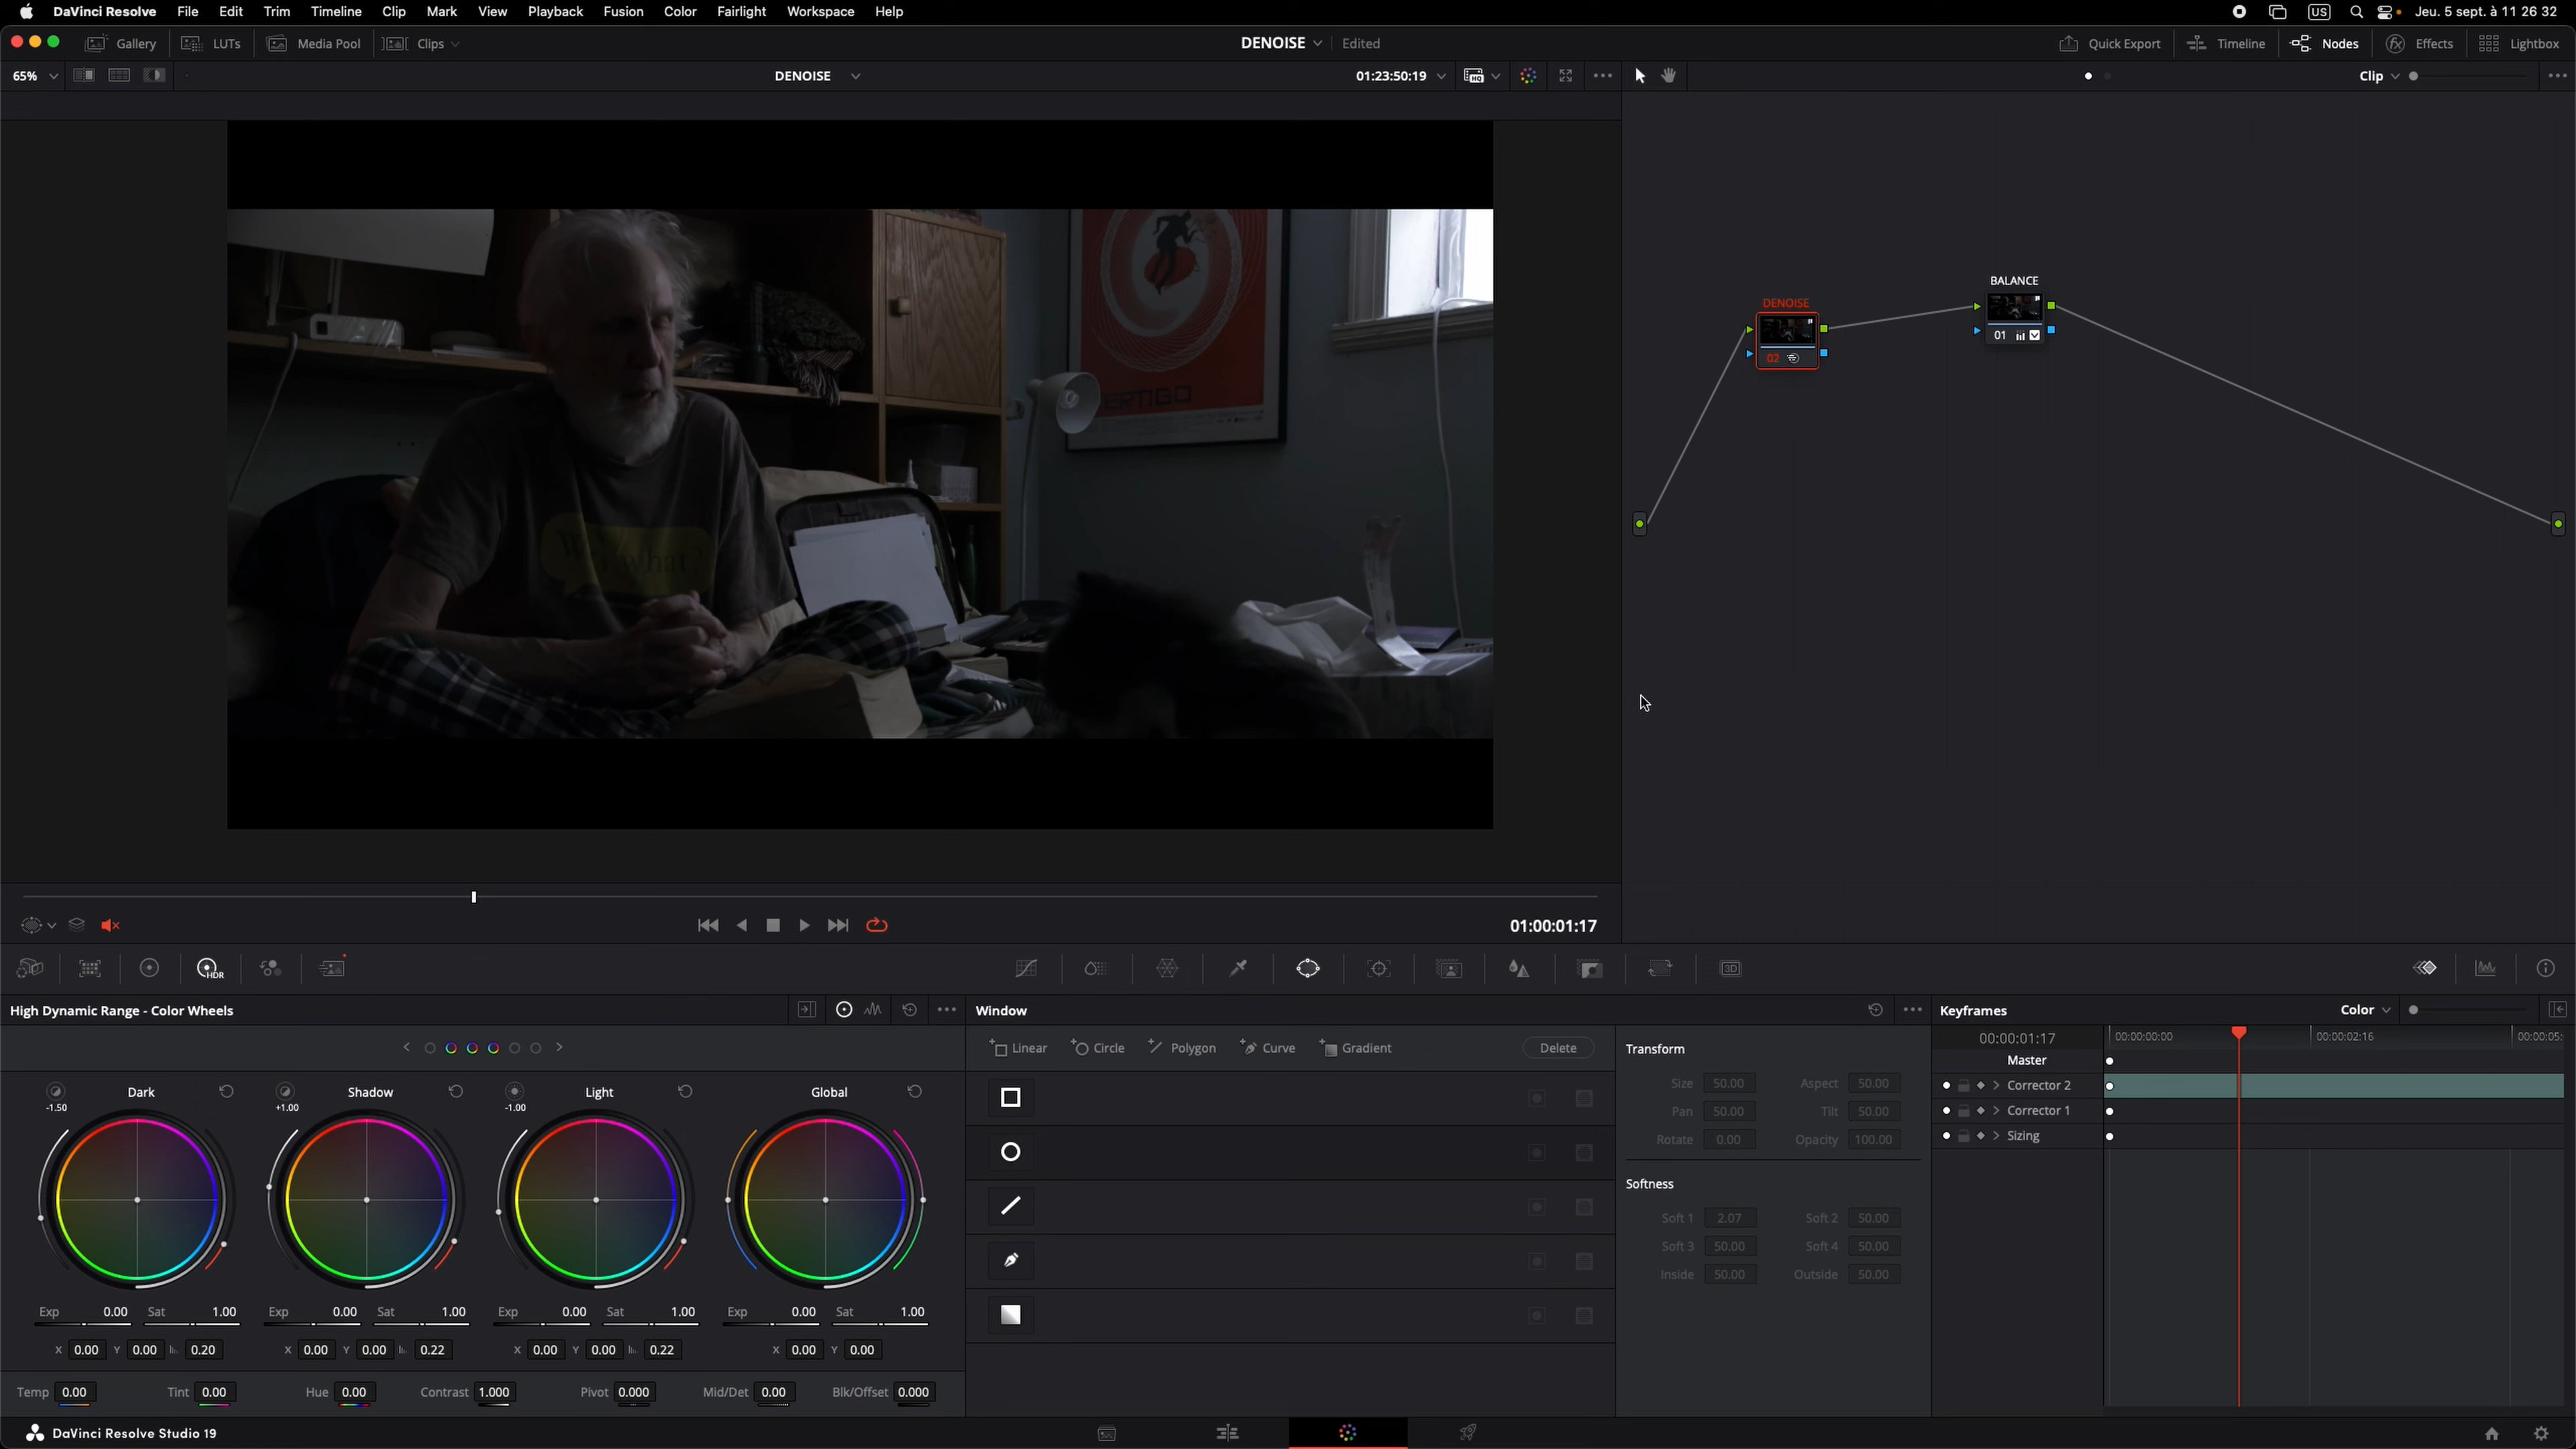 DaVinci Resolve File Edit Trim Timeline Clip Mark View Playback Fusion Color Fairlight Workspace Help US Jeu. 5 sept. à 11 26 32
Gallery LUTs Media Pool Clips DENOISE Edited Quick Export Timeline Nodes Effects Lightbox
65% DENOISE 01:23:50:19 HQ Clip
BALANCE
DENOISE
01
02
ERTIGO
what?
01:00:01:17
HDR 3D
High Dynamic Range - Color Wheels Window Keyframes Color
Linear Circle Polygon Curve Gradient Delete Transform 00:00:01:17 00:00:00:00 00:00:02:16 00:00:05:
Master
Dark Shadow Light Global
-1.50 +1.00 -1.00
Size 50.00 Aspect 50.00 Corrector 2
Pan 50.00 Tilt 50.00 Corrector 1
Rotate 0.00 Opacity 100.00 Sizing
Softness
Soft 1 2.07 Soft 2 50.00
Soft 3 50.00 Soft 4 50.00
Inside 50.00 Outside 50.00
Exp 0.00 Sat 1.00 Exp 0.00 Sat 1.00 Exp 0.00 Sat 1.00 Exp 0.00 Sat 1.00
X 0.00 Y 0.00 0.20 X 0.00 Y 0.00 0.22 X 0.00 Y 0.00 0.22 X 0.00 Y 0.00
Temp 0.00 Tint 0.00 Hue 0.00 Contrast 1.000 Pivot 0.000 Mid/Det 0.00 Blk/Offset 0.000
DaVinci Resolve Studio 19